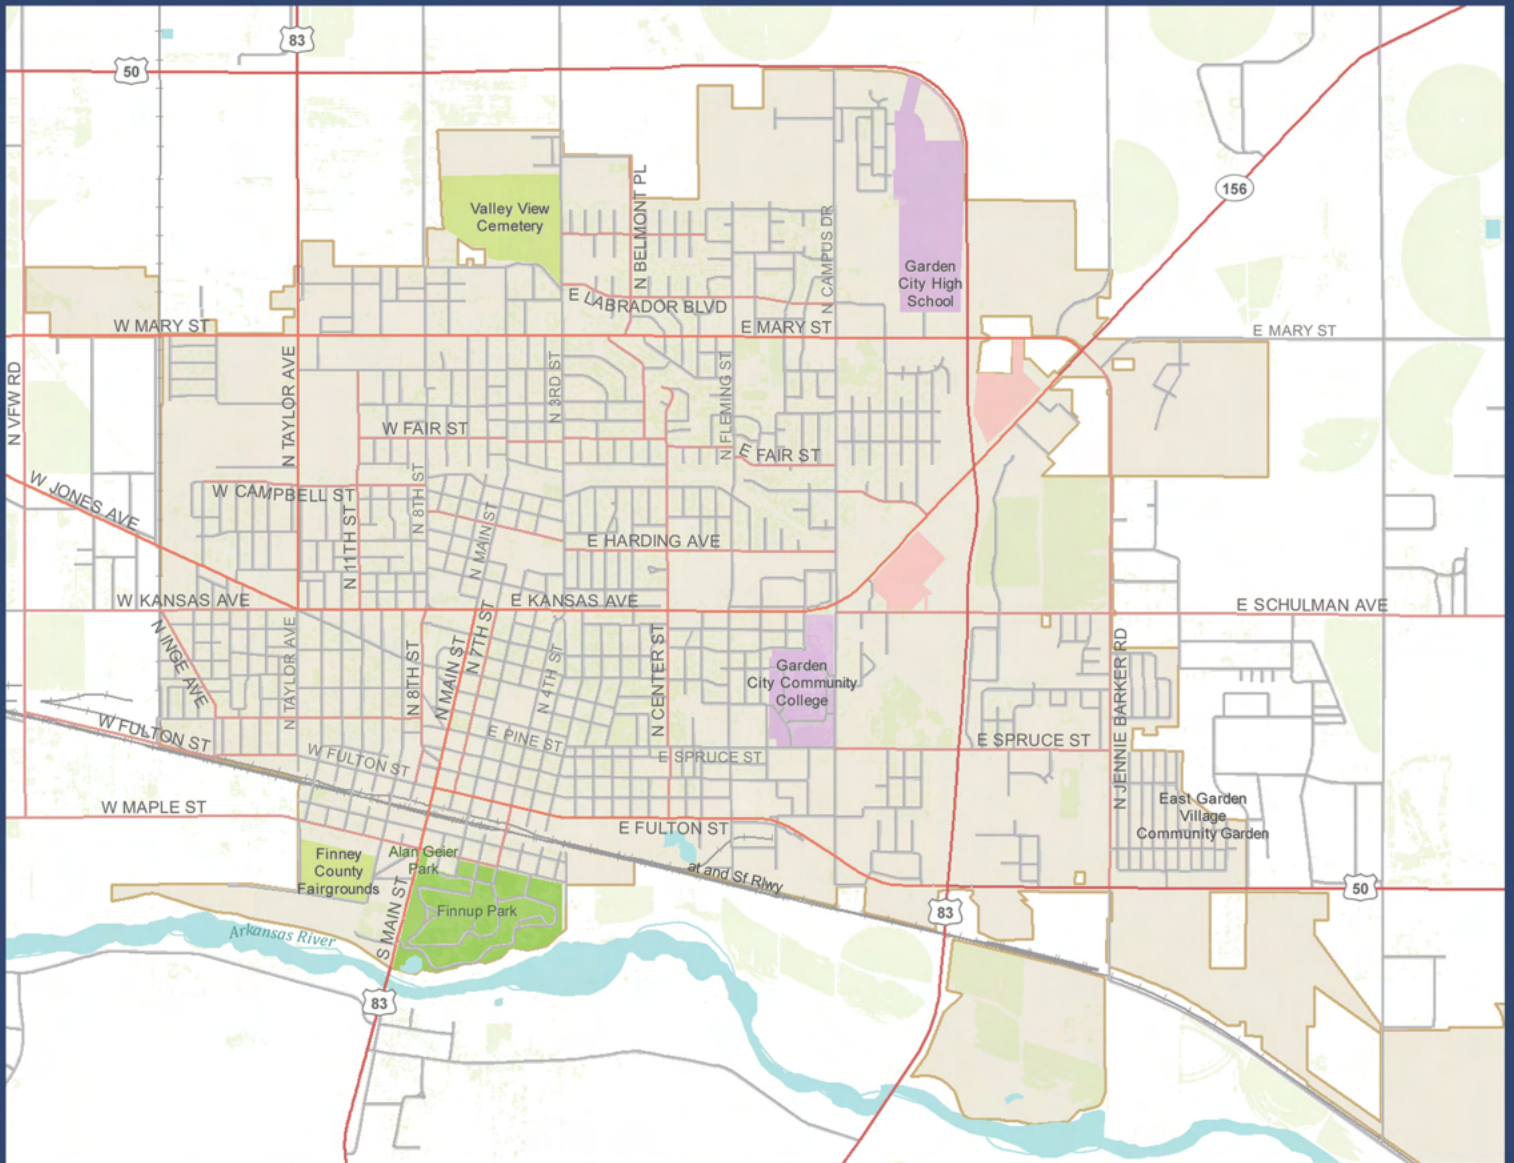 83
50
156
Valley View
Cemetery
N BELMONT PL
N CAMPUS DR
Garden
City High
School
E LABRADOR BLVD
W MARY ST
E MARY ST
E MARY ST
N VFW RD
N TAYLOR AVE
N 3RD ST
N FLEMING ST
W FAIR ST
E FAIR ST
W JONES AVE
W CAMPBELL ST
N 8TH ST
N 11TH ST
N MAIN ST
E HARDING AVE
W KANSAS AVE
E KANSAS AVE
E SCHULMAN AVE
N INGE AVE
N TAYLOR AVE
N 8TH ST
N MAIN ST
N 7TH ST
N 4TH ST
N CENTER ST
Garden
City Community
College
N JENNIE BARKER RD
W FULTON ST
W FULTON ST
E PINE ST
E SPRUCE ST
E SPRUCE ST
W MAPLE ST
E FULTON ST
East Garden
Village
Community Garden
Finney
County
Fairgrounds
Alan Geier
Park
at and Sf Rlwy
50
S MAIN ST
Finnup Park
83
Arkansas River
83